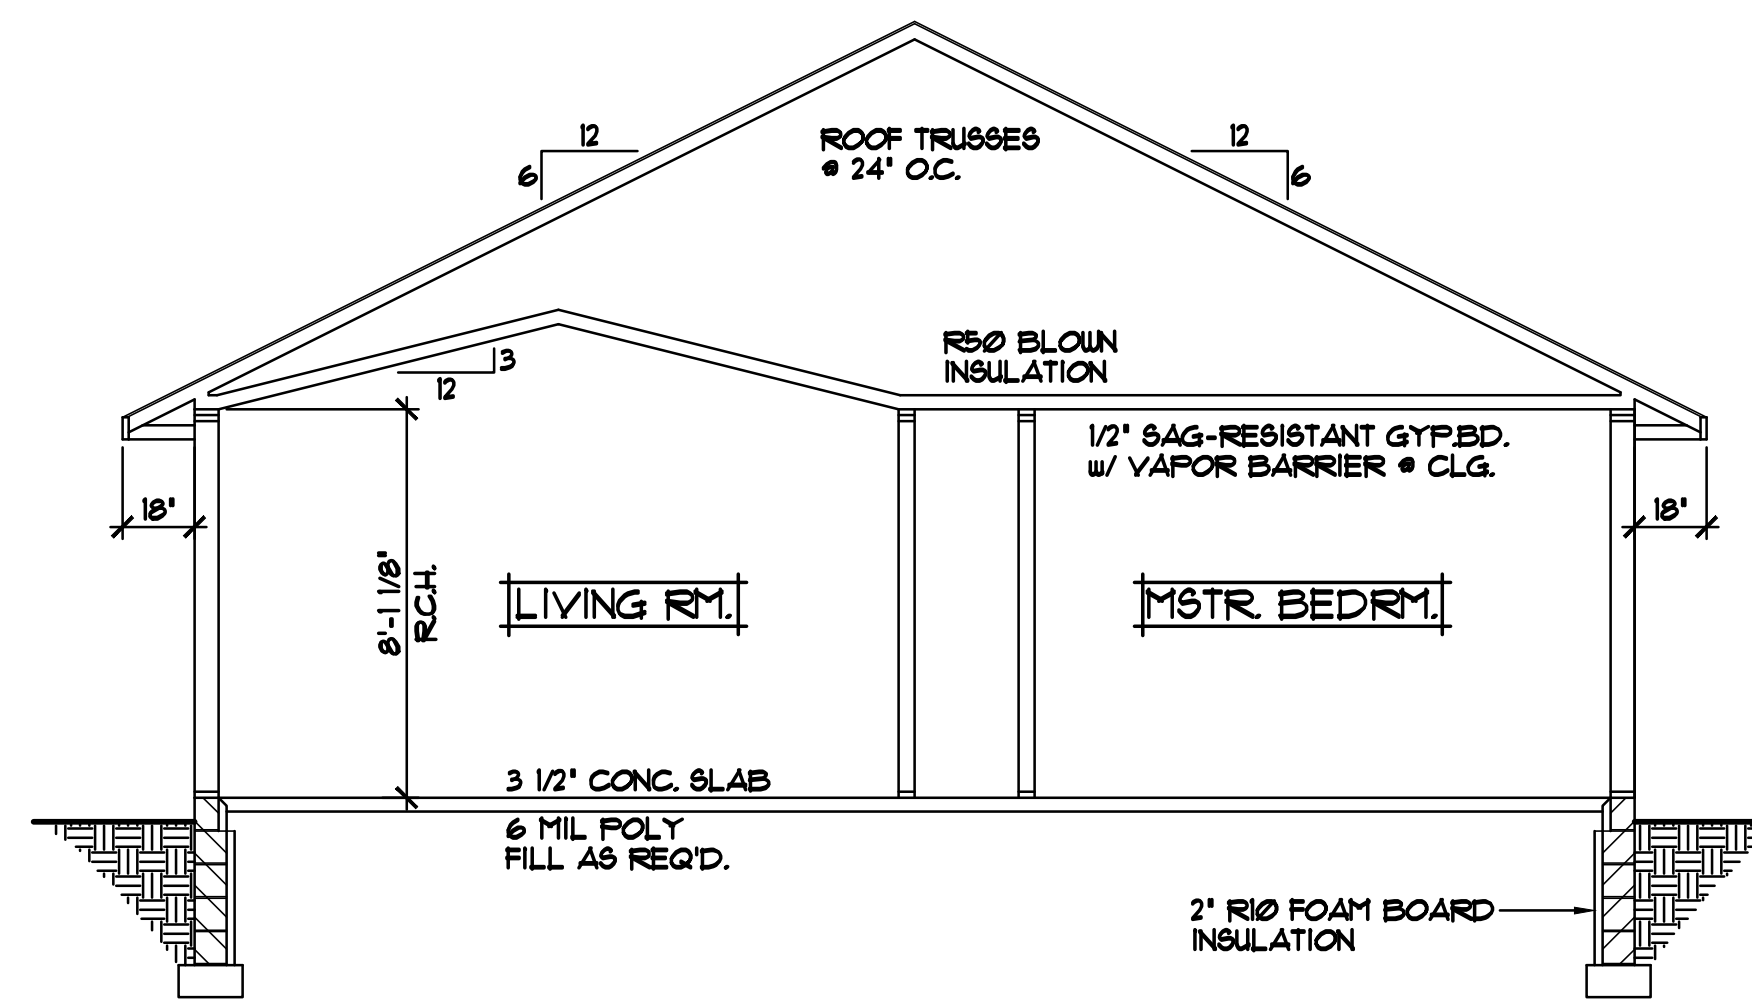 12
6
ROOF TRUSSES
@ 24" O.C.
12
6
R50 BLOWN
INSULATION
3
12
1/2" SAG-RESISTANT GYP.BD.
w/ VAPOR BARRIER @ CLG.
18"
18"
8'-1 1/8"
R.C.H.
LIVING RM.
MSTR. BEDRM.
3 1/2" CONC. SLAB
6 MIL POLY
FILL AS REQ'D.
2" R10 FOAM BOARD
INSULATION